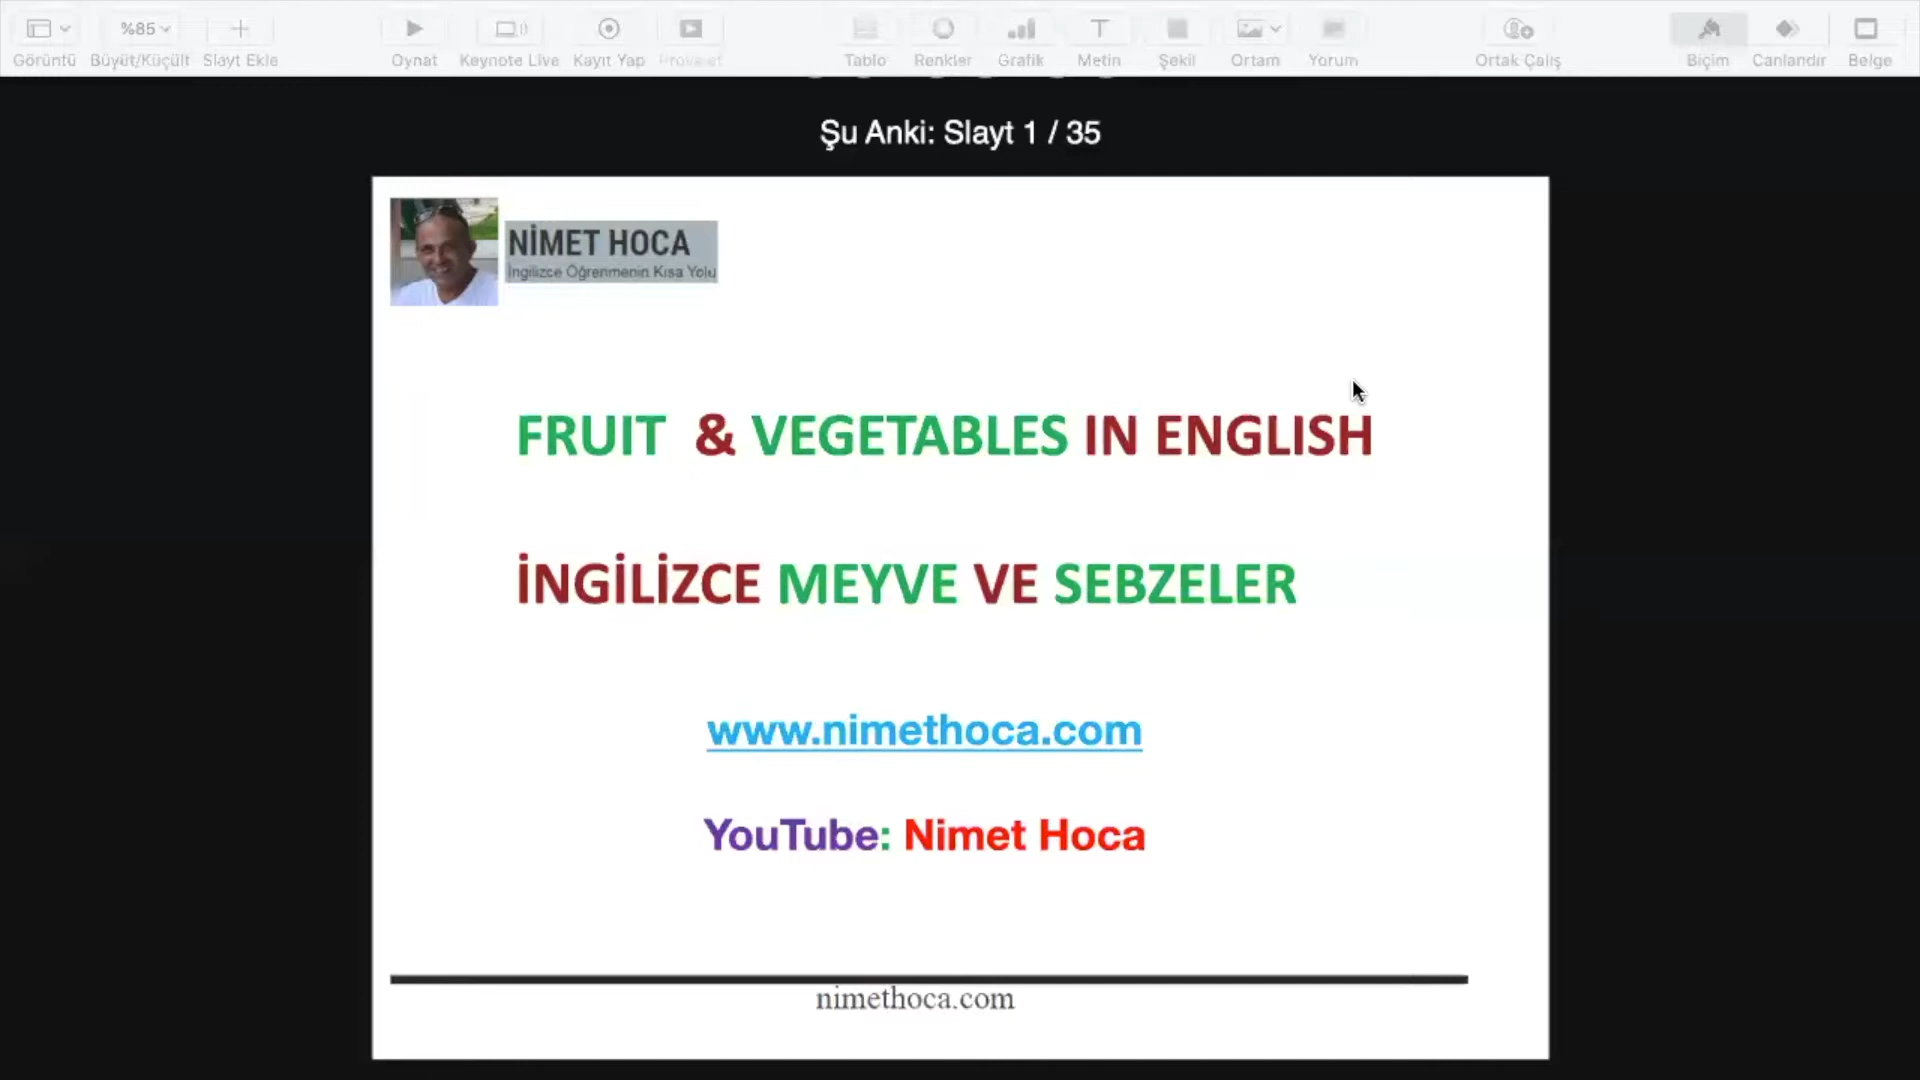 %85
Görüntü Büyüt/Küçült Slayt Ekle Oynat Keynote Live Kayıt Yap Tablo Renkler Grafik Metin Şekil Ortam Yorum Ortak Çalış Biçim Canlandır Belge
Şu Anki: Slayt 1 / 35
NİMET HOCA
İngilizce Öğrenmenin Kısa Yolu
FRUIT & VEGETABLES IN ENGLISH
İNGİLİZCE MEYVE VE SEBZELER
www.nimethoca.com
YouTube: Nimet Hoca
nimethoca.com